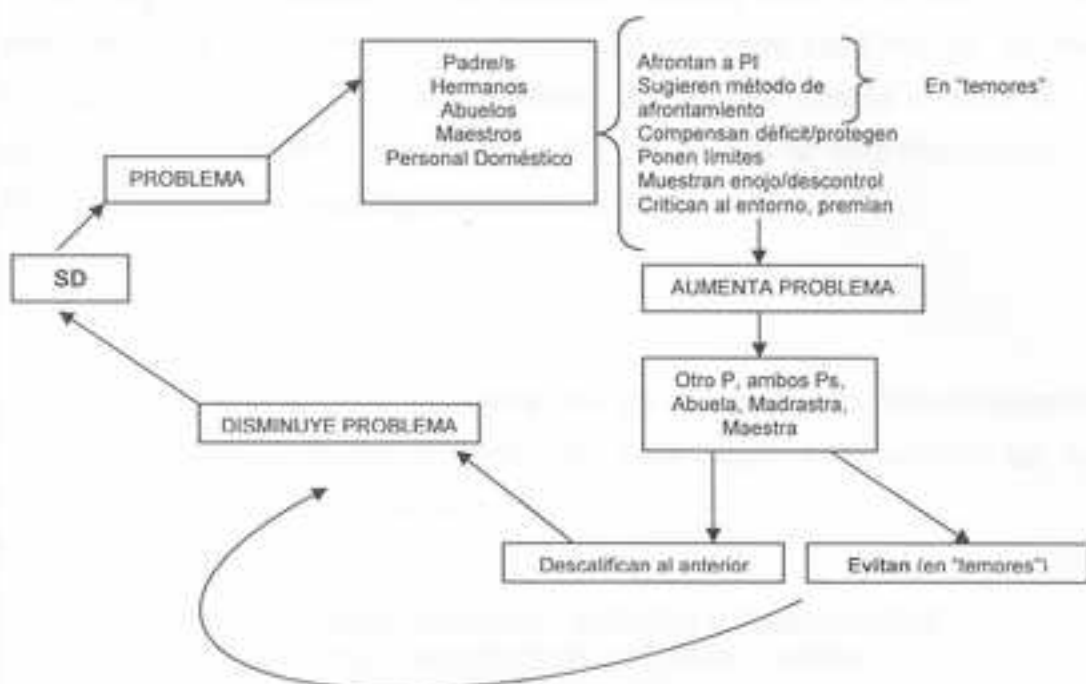 Padre/s
Hermanos
Abuelos
Maestros
Personal Doméstico
Afrontan a PI
Sugieren método de
afrontamiento
Compensan déficit/protegen
Ponen límites
Muestran enojo/descontrol
Critican al entorno, premian
En "temores"
PROBLEMA
SD
AUMENTA PROBLEMA
Otro P, ambos Ps,
Abuela, Madrastra,
Maestra
DISMINUYE PROBLEMA
Descalifican al anterior
Evitan (en "temores")